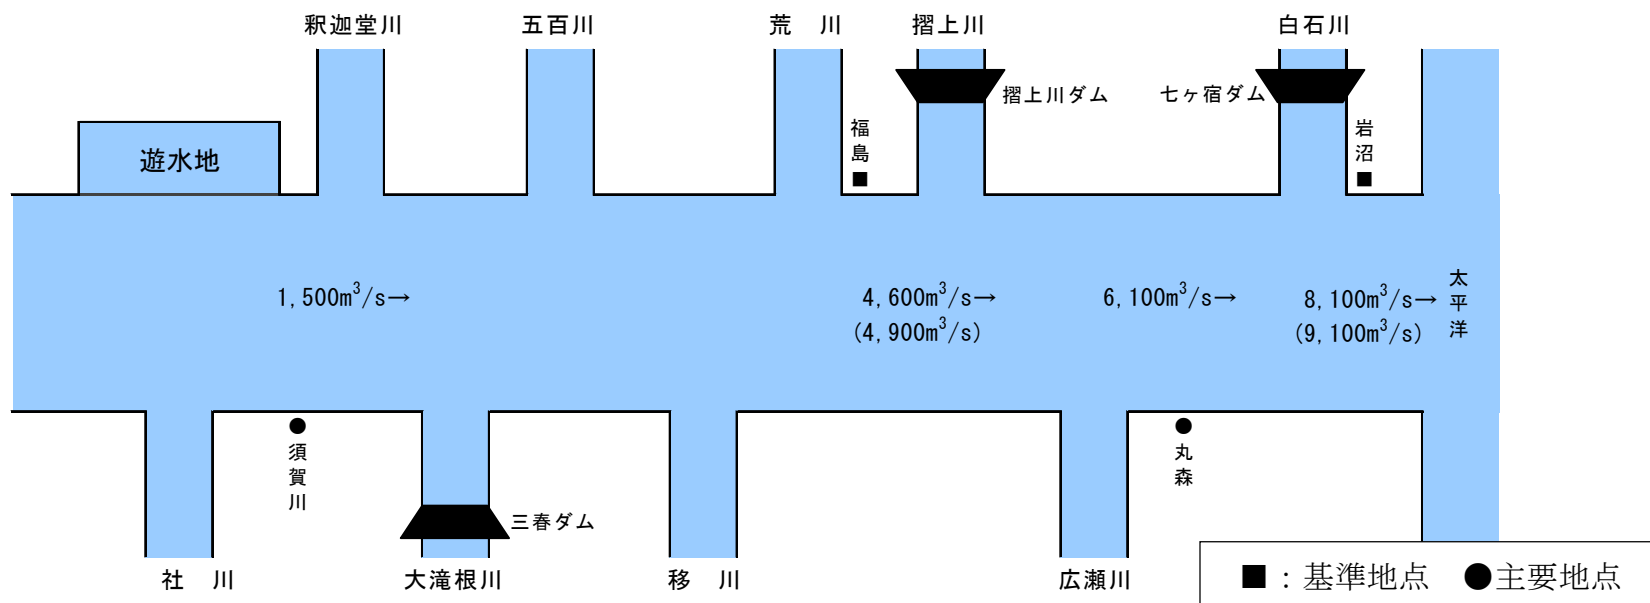 釈迦堂川
五百川
荒　川
摺上川
白石川
摺上川ダム
七ヶ宿ダム
福島
■
岩沼
■
遊水地
1,500m³/s→
4,600m³/s→
(4,900m³/s)
6,100m³/s→
8,100m³/s→
(9,100m³/s)
太平洋
●
須賀川
●
丸森
三春ダム
社　川
大滝根川
移　川
広瀬川
■：基準地点　●主要地点